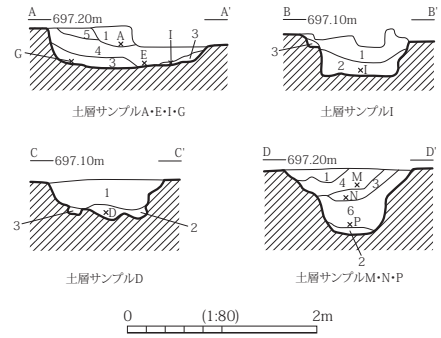 A 697.20m A'
5 1 A I 3
G 4 E
3
土層サンプルA・E・I・G
B 697.10m B'
3 1
2 I
土層サンプルI
C 697.10m C'
1
3 D 2
土層サンプルD
D 697.20m D'
1 4 M 3
N
6
P
2
土層サンプルM・N・P
0 (1:80) 2m